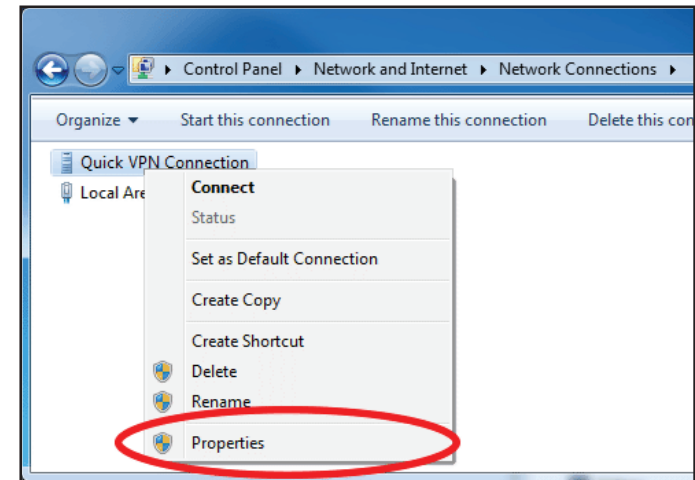 Control Panel ▸ Network and Internet ▸ Network Connections ▸
Organize ▾ Start this connection Rename this connection Delete this con
Quick VPN Connection
Local Are
Connect
Status
Set as Default Connection
Create Copy
Create Shortcut
Delete
Rename
Properties